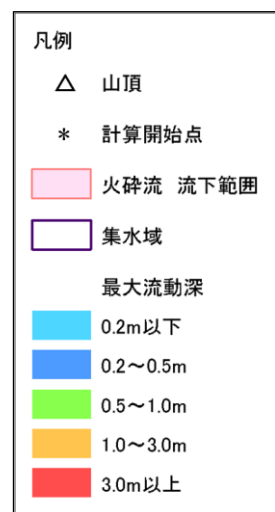 凡例
△ 山頂
* 計算開始点
火砕流 流下範囲
集水域
最大流動深
0.2m以下
0.2～0.5m
0.5～1.0m
1.0～3.0m
3.0m以上